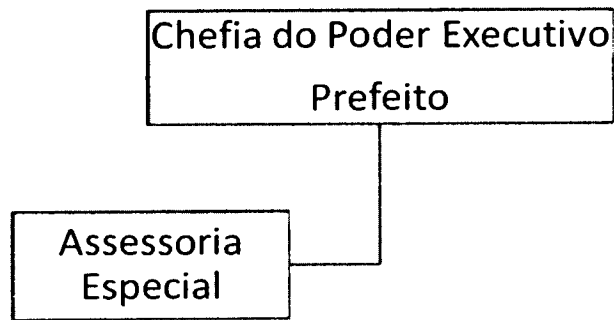 Chefia do Poder Executivo
Prefeito
Assessoria
Especial